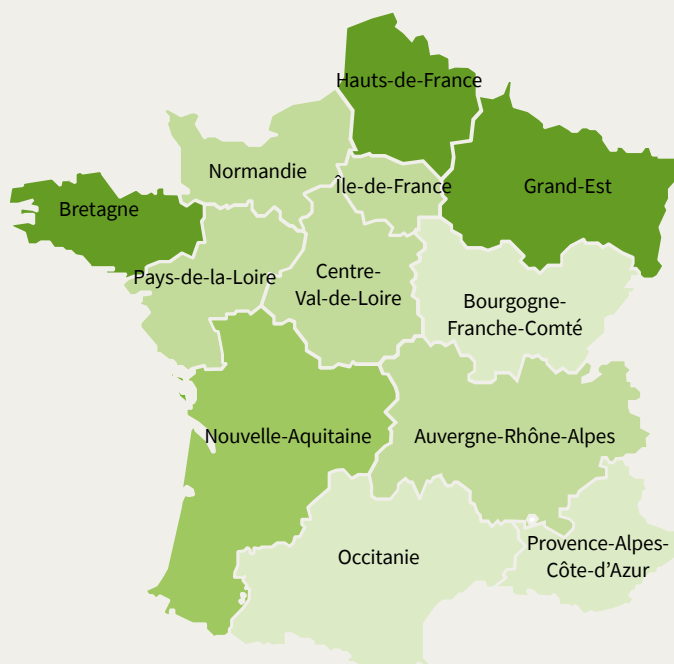 Hauts-de-France
Normandie
Île-de-France
Grand-Est
Bretagne
Pays-de-la-Loire
Centre-
Val-de-Loire
Bourgogne-
Franche-Comté
Nouvelle-Aquitaine
Auvergne-Rhône-Alpes
Occitanie
Provence-Alpes-
Côte-d’Azur